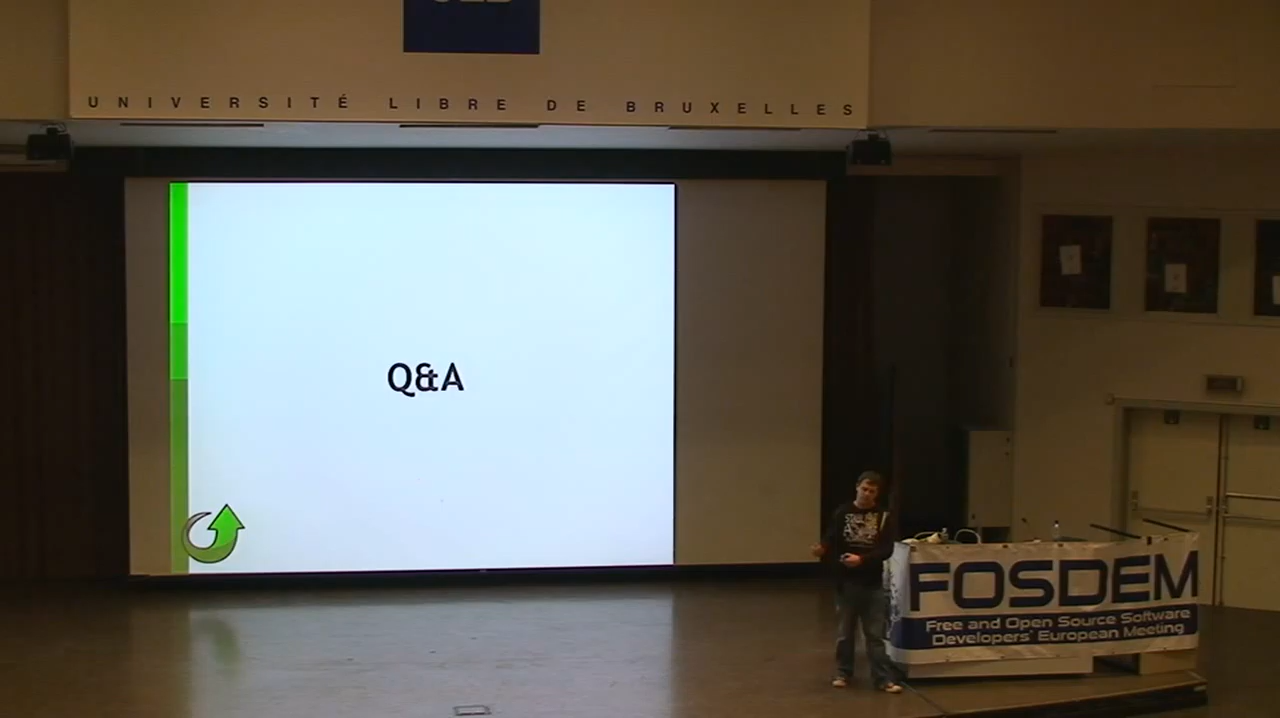 UNIVERSITÉ LIBRE DE BRUXELLES
Q&A
FOSDEM
Free and Open Source Software
Developers' European Meeting